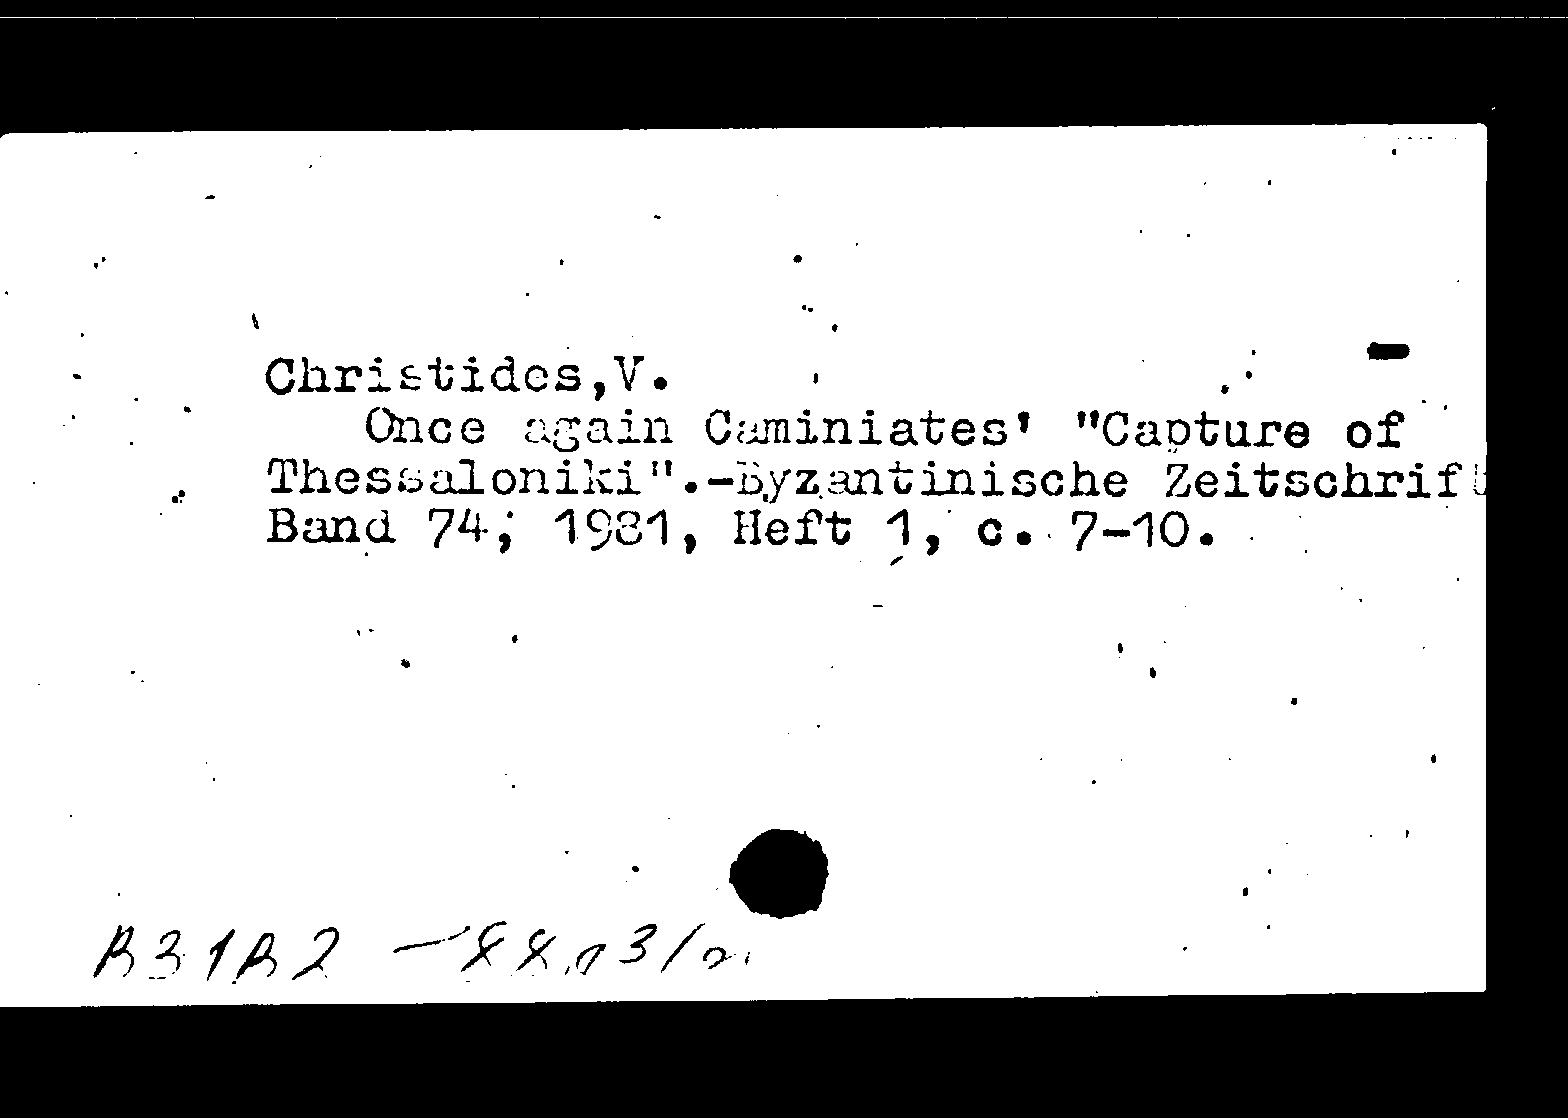 Christides,V.
Once again Caminiates' "Capture of
Thessaloniki".-Byzantinische Zeitschrift
Band 74, 1981, Heft 1, c. 7-10.
B31B2